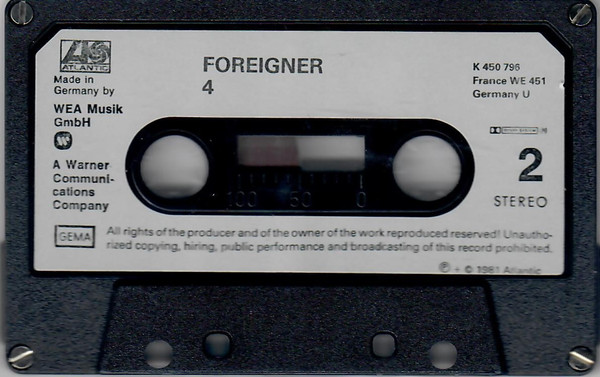 ATLANTIC
Made in
Germany by
WEA Musik
GmbH
A Warner
Communi-
cations
Company
FOREIGNER
4
K 450 796
France WE 451
Germany U
2
STEREO
100 50 0
GEMA
All rights of the producer and of the owner of the work reproduced reserved! Unautho-
rized copying, hiring, public performance and broadcasting of this record prohibited.
℗ + © 1981 Atlantic